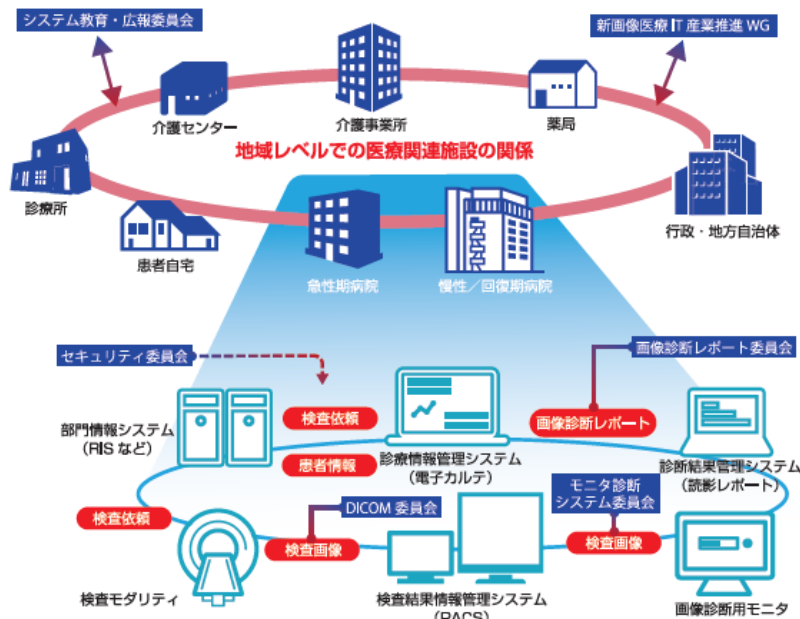 システム教育・広報委員会
新画像医療IT産業推進WG
介護センター
介護事業所
薬局
地域レベルでの医療関連施設の関係
診療所
患者自宅
行政・地方自治体
急性期病院
慢性／回復期病院
セキュリティ委員会
画像診断レポート委員会
検査依頼
画像診断レポート
部門情報システム
（RISなど）
患者情報
診療情報管理システム
（電子カルテ）
診断結果管理システム
（読影レポート）
モニタ診断
システム委員会
DICOM委員会
検査依頼
検査画像
検査画像
検査モダリティ
検査結果情報管理システム
（PACS）
画像診断用モニタ